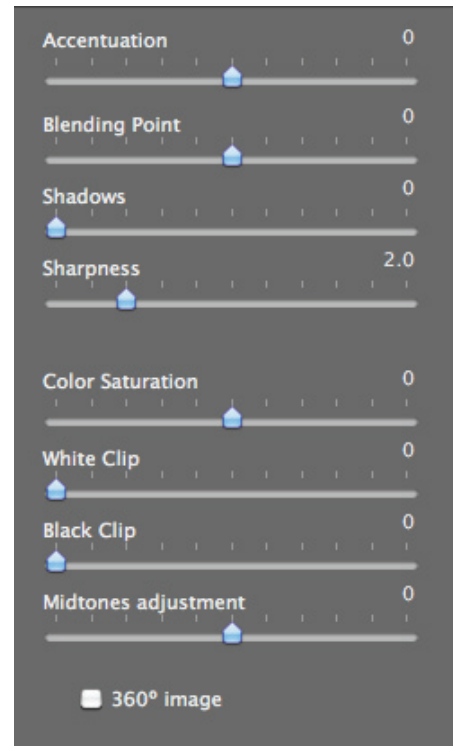 Accentuation 0
Blending Point 0
Shadows 0
Sharpness 2.0
Color Saturation 0
White Clip 0
Black Clip 0
Midtones adjustment 0
360º image